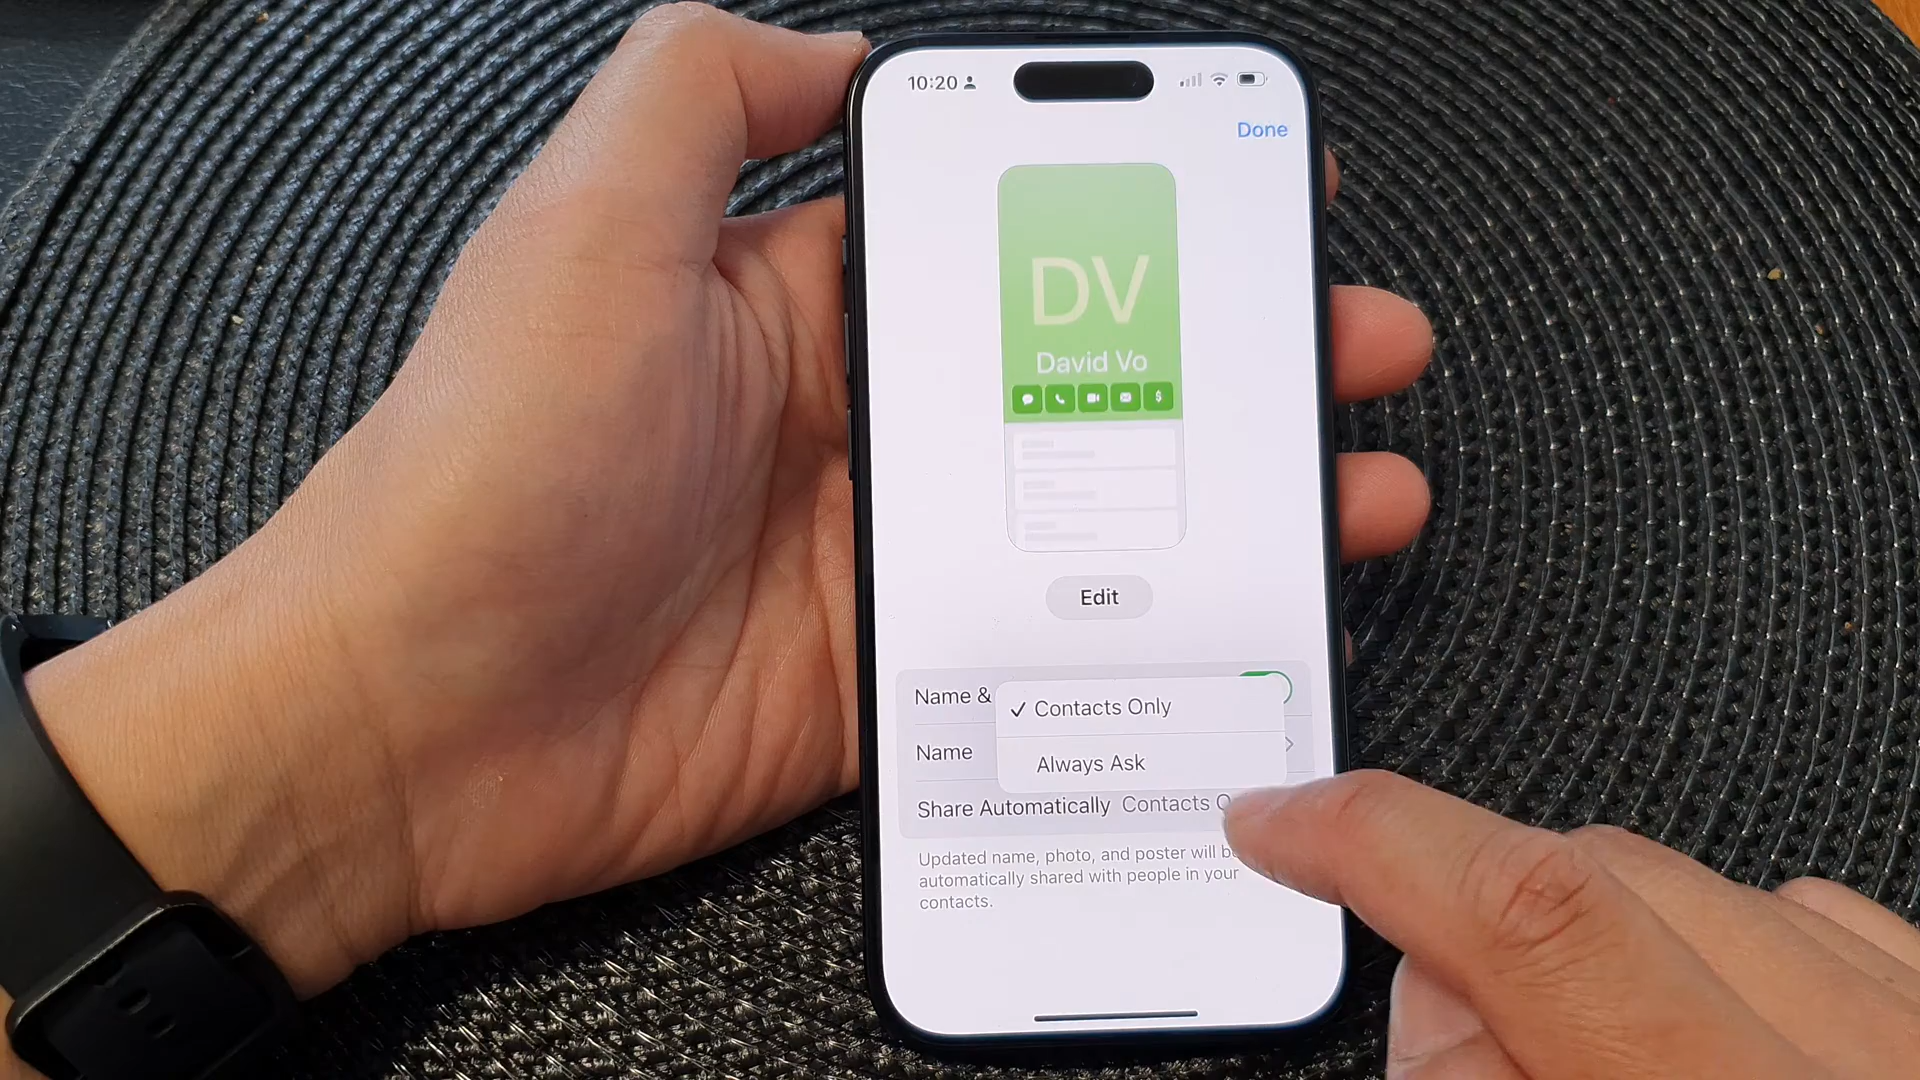 10:20
Done
DV
David Vo
$
Edit
Name &
Contacts Only
Name
Always Ask
Share Automatically Contacts
Updated name, photo, and poster will
automatically shared with people in your
contacts.